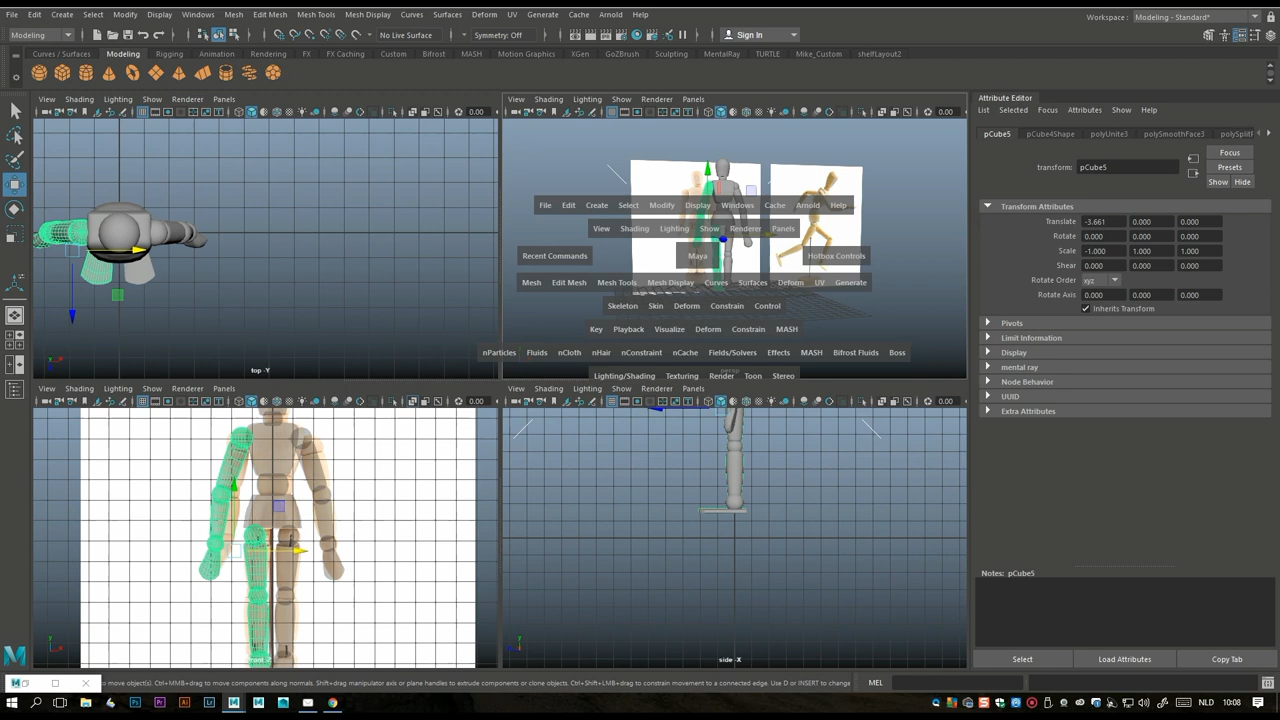 File Edit Create Select Modify Display Windows Mesh Edit Mesh Mesh Tools Mesh Display Curves Surfaces Deform UV Generate Cache Arnold Help
Workspace : Modeling - Standard*
Modeling No Live Surface Symmetry: Off Sign In
Curves / Surfaces Modeling Rigging Animation Rendering FX FX Caching Custom Bifrost MASH Motion Graphics XGen GoZBrush Sculpting MentalRay TURTLE Mike_Custom shelfLayout2
View Shading Lighting Show Renderer Panels
0.00
top -Y
View Shading Lighting Show Renderer Panels
0.00
File Edit Create Select Modify Display Windows Cache Arnold Help
View Shading Lighting Show Renderer Panels
Recent Commands Maya Hotbox Controls
Mesh Edit Mesh Mesh Tools Mesh Display Curves Surfaces Deform UV Generate
Skeleton Skin Deform Constrain Control
Key Playback Visualize Deform Constrain MASH
nParticles Fluids nCloth nHair nConstraint nCache Fields/Solvers Effects MASH Bifrost Fluids Boss
persp
Lighting/Shading Texturing Render Toon Stereo
View Shading Lighting Show Renderer Panels
0.00
View Shading Lighting Show Renderer Panels
0.00
side -X
Attribute Editor
List Selected Focus Attributes Show Help
pCube5 pCube4Shape polyUnite3 polySmoothFace3
transform: pCube5
Focus
Presets
Show Hide
Transform Attributes
Translate -3.661 0.000 0.000
Rotate 0.000 0.000 0.000
Scale -1.000 1.000 1.000
Shear 0.000 0.000 0.000
Rotate Order xyz
Rotate Axis 0.000 0.000 0.000
Inherits Transform
Pivots
Limit Information
Display
mental ray
Node Behavior
UUID
Extra Attributes
Notes: pCube5
Select Load Attributes Copy Tab
to move object(s). Ctrl+MMB+drag to move components along normals. Shift+drag manipulator axis or plane handles to extrude components or clone objects. Ctrl+Shift+LMB+drag to constrain movement to a connected edge. Use D or INSERT to change
MEL
NLD 10:08